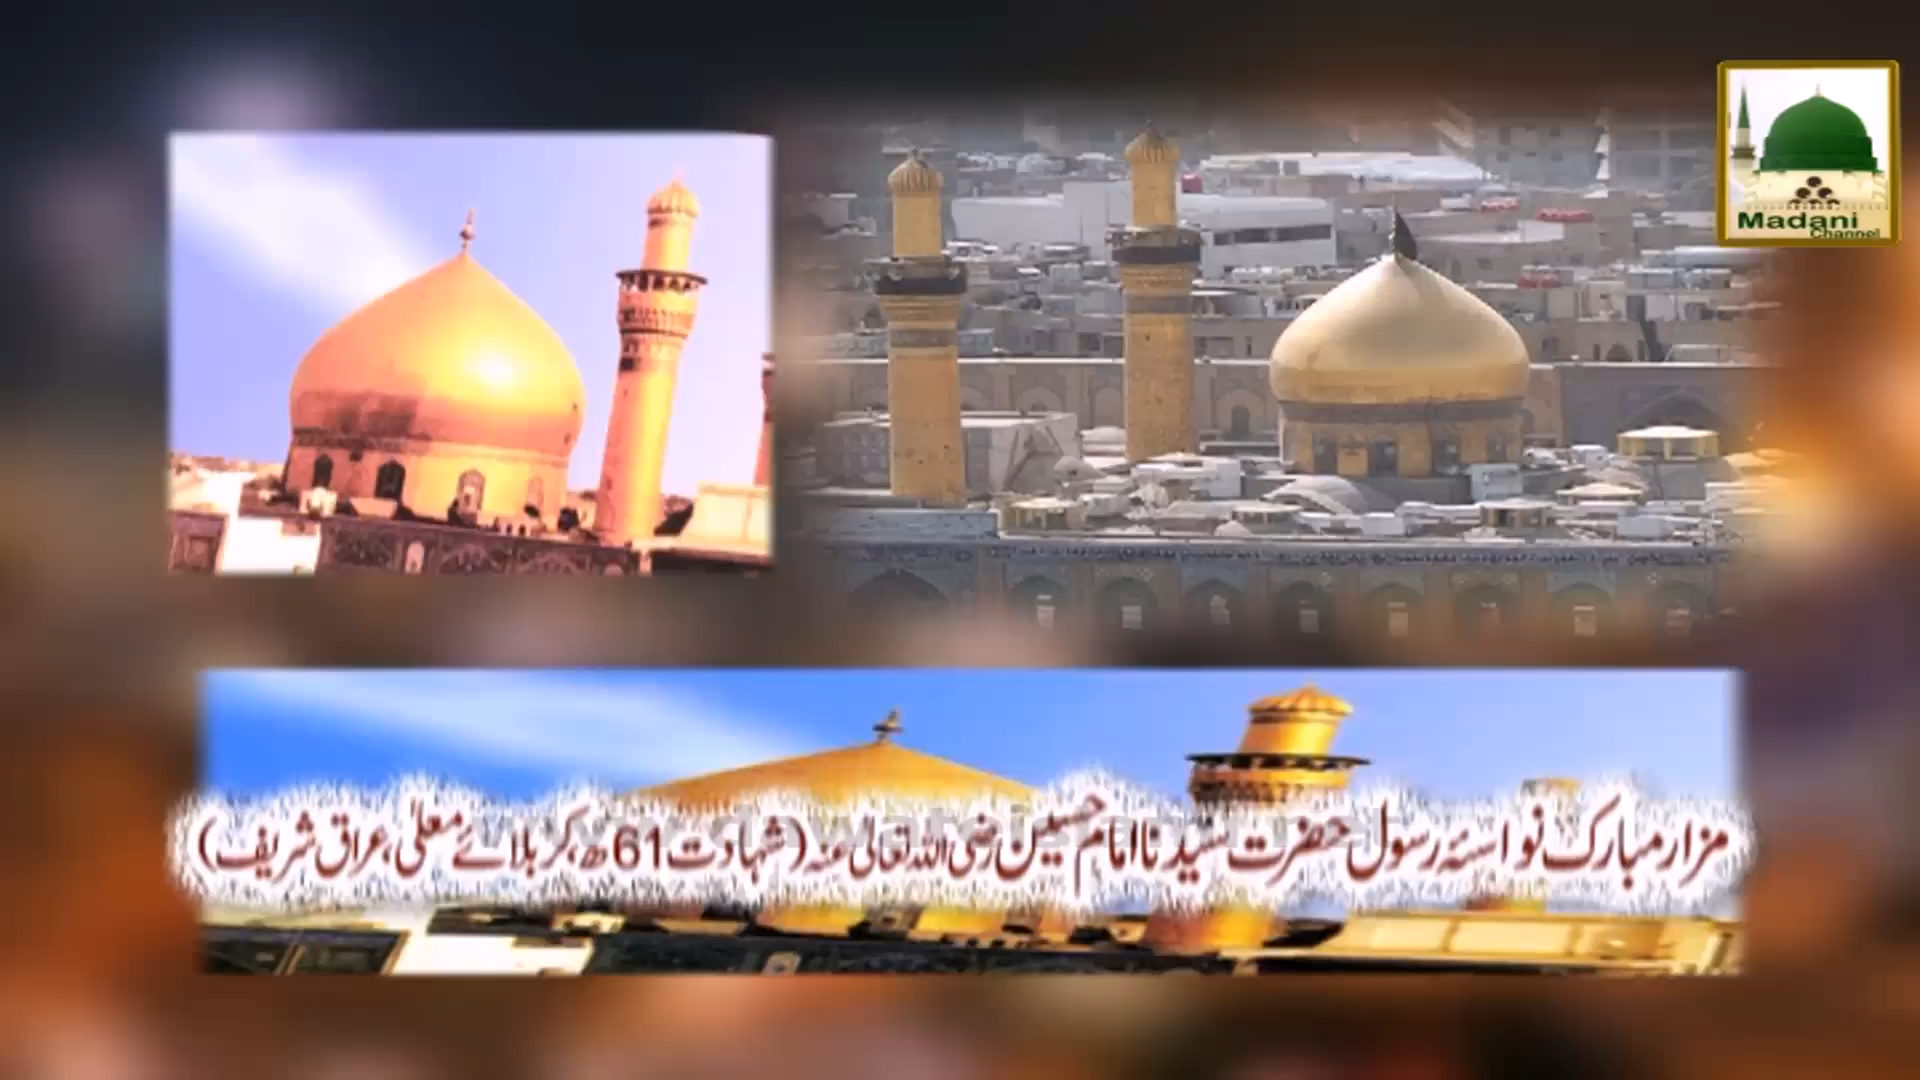 Madani
Channel
مزار مبارک نواسۂ رسول حضرت سیدنا امام حسین رضی اللہ تعالیٰ عنہ (شہادت 61ھ، کربلائے معلیٰ، عراق شریف)